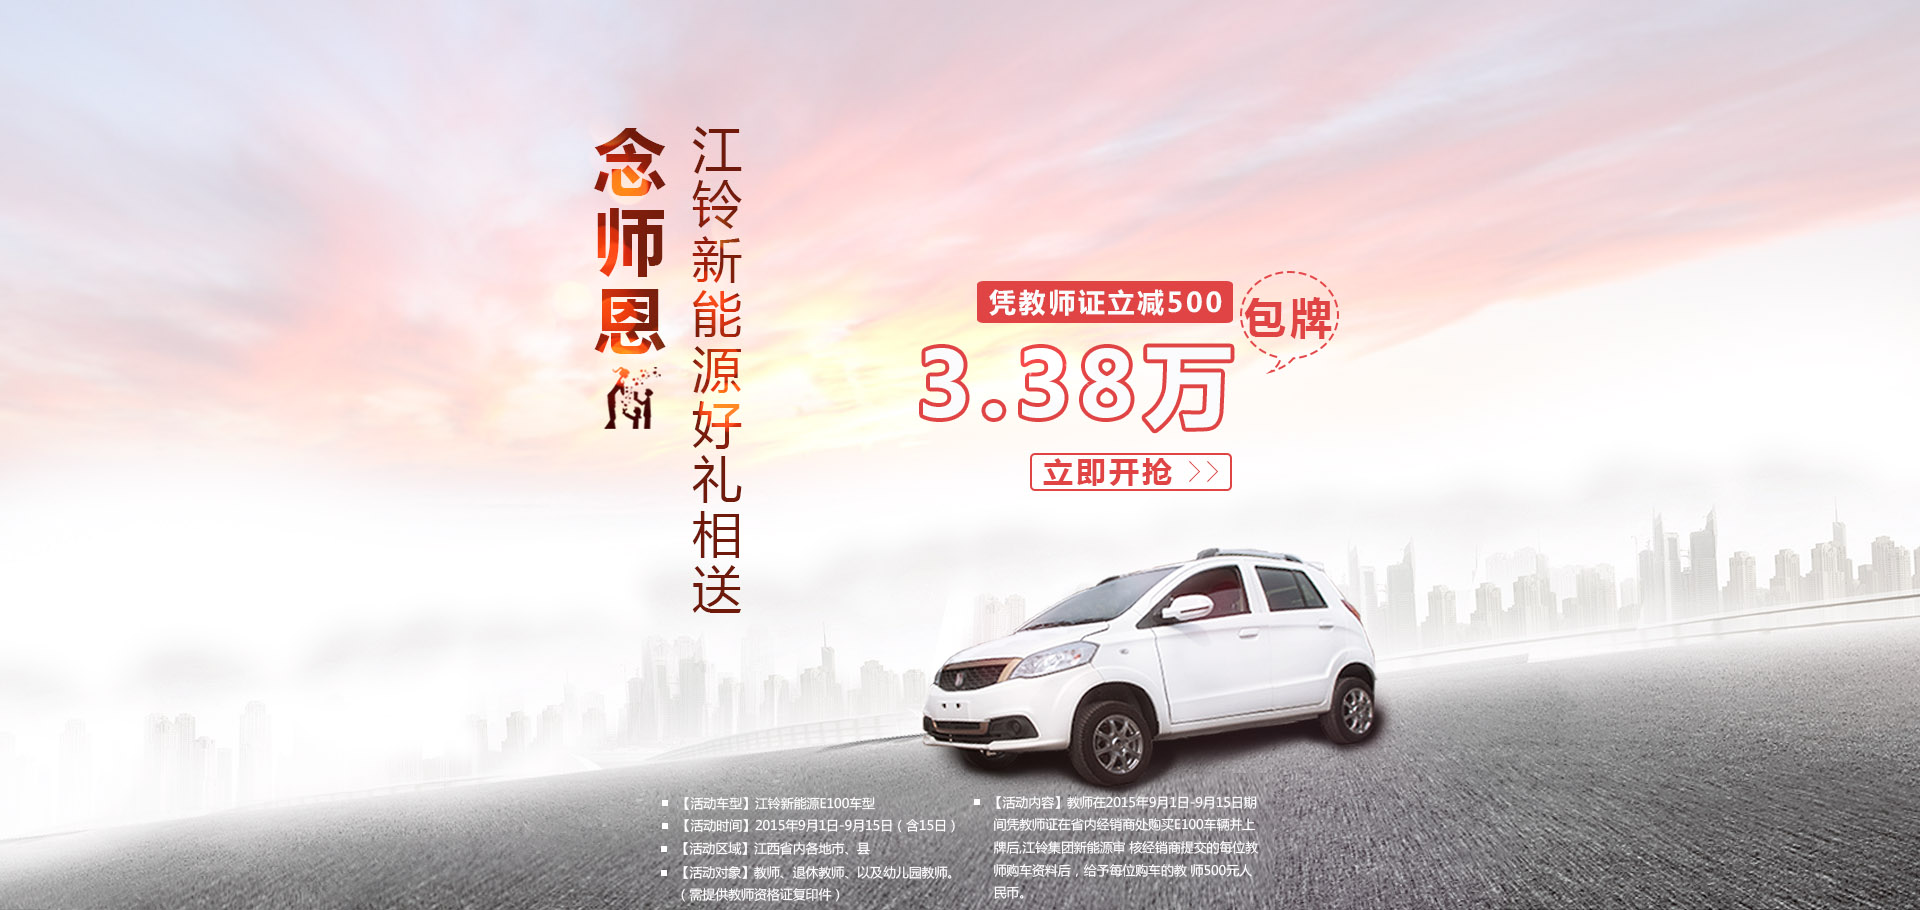 念师恩
江铃新能源好礼相送
凭教师证立减500
包牌
3.38万
立即开抢 >>
【活动车型】江铃新能源E100车型
【活动时间】2015年9月1日-9月15日（含15日）
【活动区域】江西省内各地市、县
【活动对象】教师、退休教师、以及幼儿园教师。
（需提供教师资格证复印件）
【活动内容】教师在2015年9月1日-9月15日期
间凭教师证在省内经销商处购买E100车辆并上
牌后,江铃集团新能源审 核经销商提交的每位教
师购车资料后，给予每位购车的教 师500元人
民币。